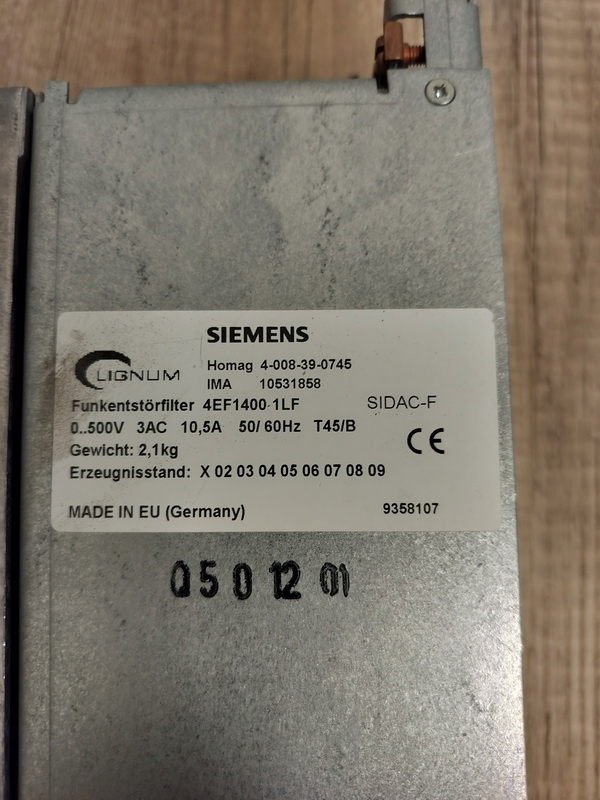 SIEMENS
LIGNUM
Homag 4-008-39-0745
IMA 10531858
Funkentstörfilter 4EF1400-1LF SIDAC-F
0..500V 3AC 10,5A 50/60Hz T45/B
CE
Gewicht: 2,1kg
Erzeugnisstand: X 02 03 04 05 06 07 08 09
MADE IN EU (Germany) 9358107
Q5 0 12 01